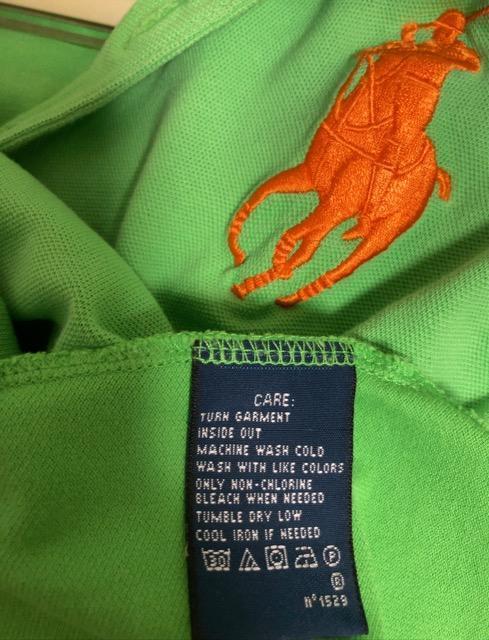 CARE:
TURN GARMENT
INSIDE OUT
MACHINE WASH COLD
WASH WITH LIKE COLORS
ONLY NON-CHLORINE
BLEACH WHEN NEEDED
TUMBLE DRY LOW
COOL IRON IF NEEDED
30 P
®
n°1529